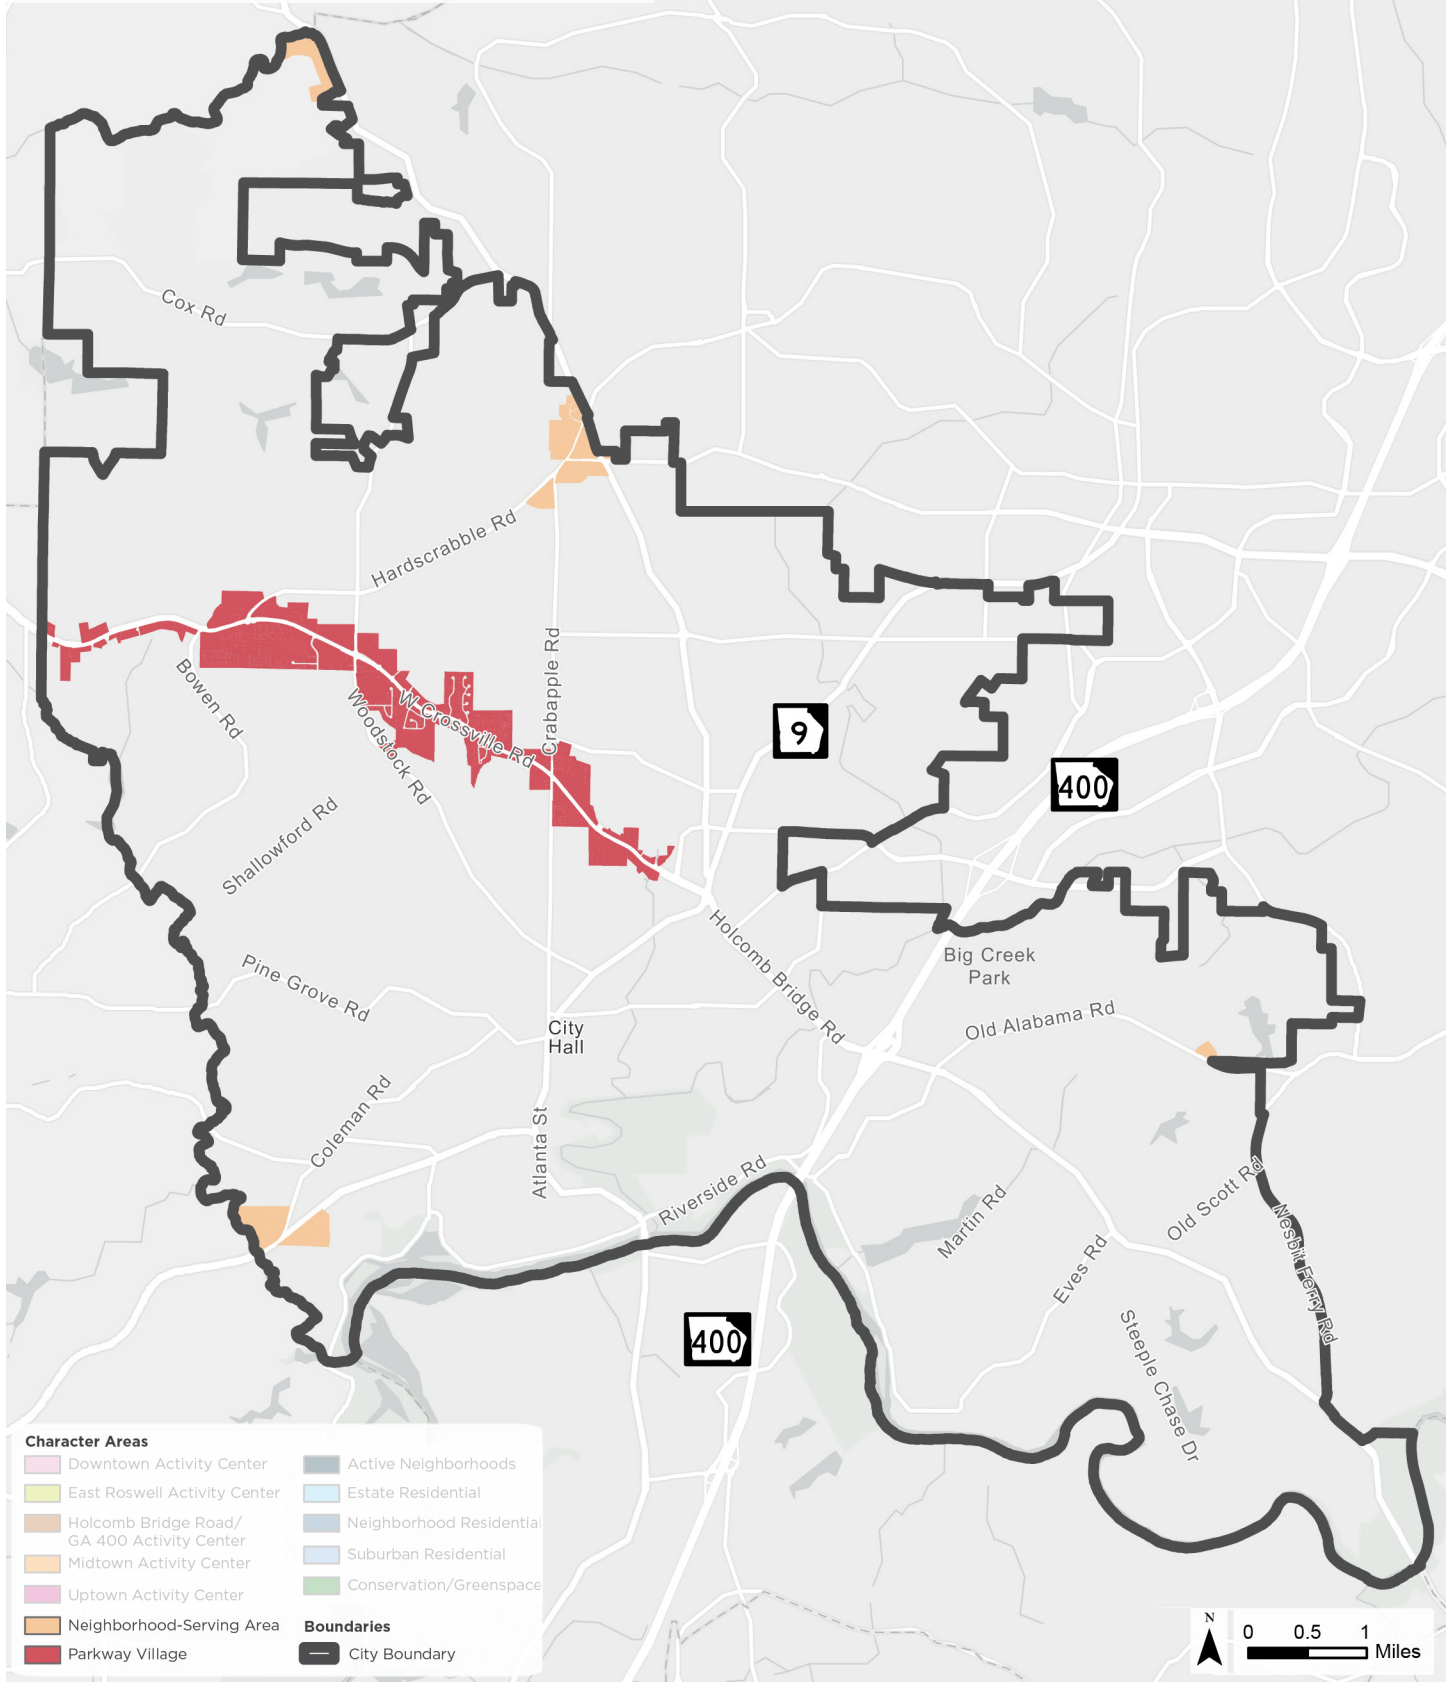 Cox Rd
Hardscrabble Rd
Crabapple Rd
Bowen Rd
Woodstock Rd
W Crossville Rd
9
400
Shallowford Rd
Holcomb Bridge Rd
Big Creek
Park
Pine Grove Rd
Old Alabama Rd
City
Hall
Coleman Rd
Atlanta St
Riverside Rd
Martin Rd
Old Scott Rd
Nesbit Ferry Rd
Eves Rd
Steeple Chase Dr
400
Character Areas
Downtown Activity Center
East Roswell Activity Center
Holcomb Bridge Road/
GA 400 Activity Center
Midtown Activity Center
Uptown Activity Center
Neighborhood-Serving Area
Parkway Village
Active Neighborhoods
Estate Residential
Neighborhood Residential
Suburban Residential
Conservation/Greenspace
Boundaries
City Boundary
N
0 0.5 1
Miles